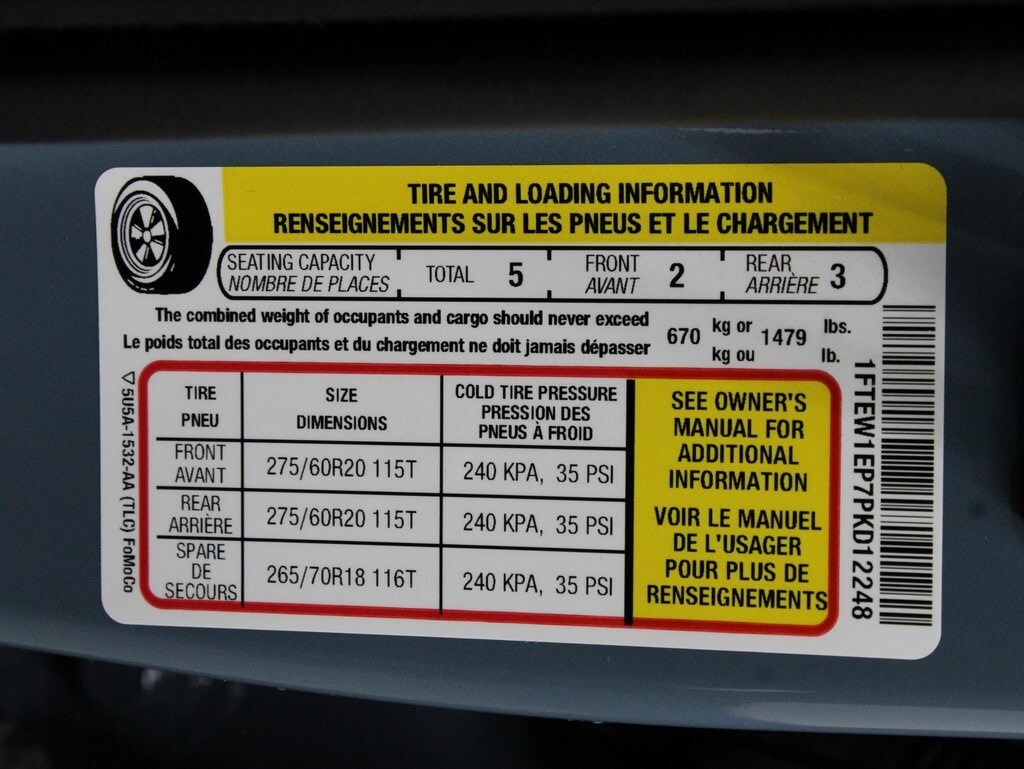 TIRE AND LOADING INFORMATION
RENSEIGNEMENTS SUR LES PNEUS ET LE CHARGEMENT
SEATING CAPACITY TOTAL 5 FRONT 2 REAR 3
NOMBRE DE PLACES AVANT ARRIÈRE
The combined weight of occupants and cargo should never exceed 670 kg or 1479 lbs.
Le poids total des occupants et du chargement ne doit jamais dépasser kg ou lb.
TIRE SIZE COLD TIRE PRESSURE
PNEU DIMENSIONS PRESSION DES
PNEUS À FROID
FRONT
AVANT 275/60R20 115T 240 KPA, 35 PSI
REAR
ARRIÈRE 275/60R20 115T 240 KPA, 35 PSI
SPARE
DE
SECOURS 265/70R18 116T 240 KPA, 35 PSI
SEE OWNER'S
MANUAL FOR
ADDITIONAL
INFORMATION
VOIR LE MANUEL
DE L'USAGER
POUR PLUS DE
RENSEIGNEMENTS
1FTEW1EP7PKD12248
5U5A-1532-AA (TLC) FoMoCo